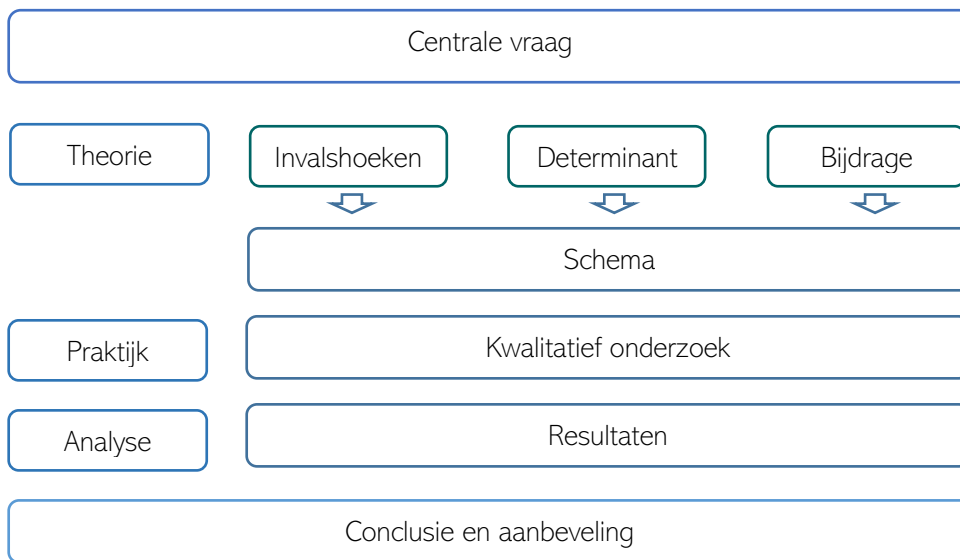 Centrale vraag
Theorie
Invalshoeken
Determinant
Bijdrage
Schema
Praktijk
Kwalitatief onderzoek
Analyse
Resultaten
Conclusie en aanbeveling